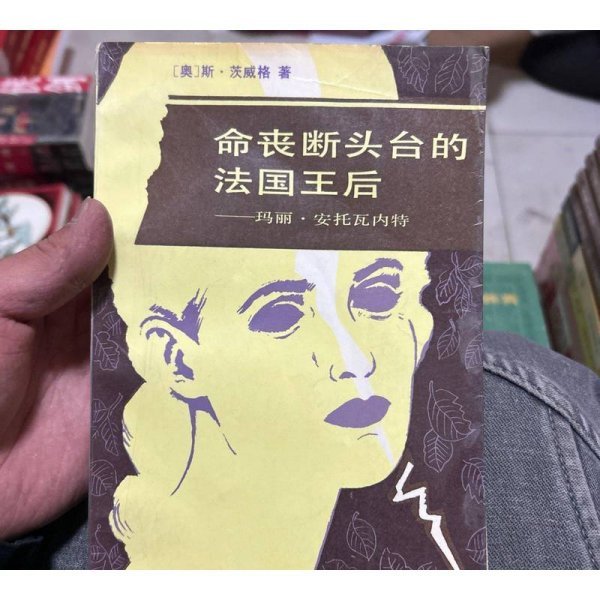 [奥]斯·茨威格 著
命丧断头台的
法国王后
——玛丽·安托瓦内特